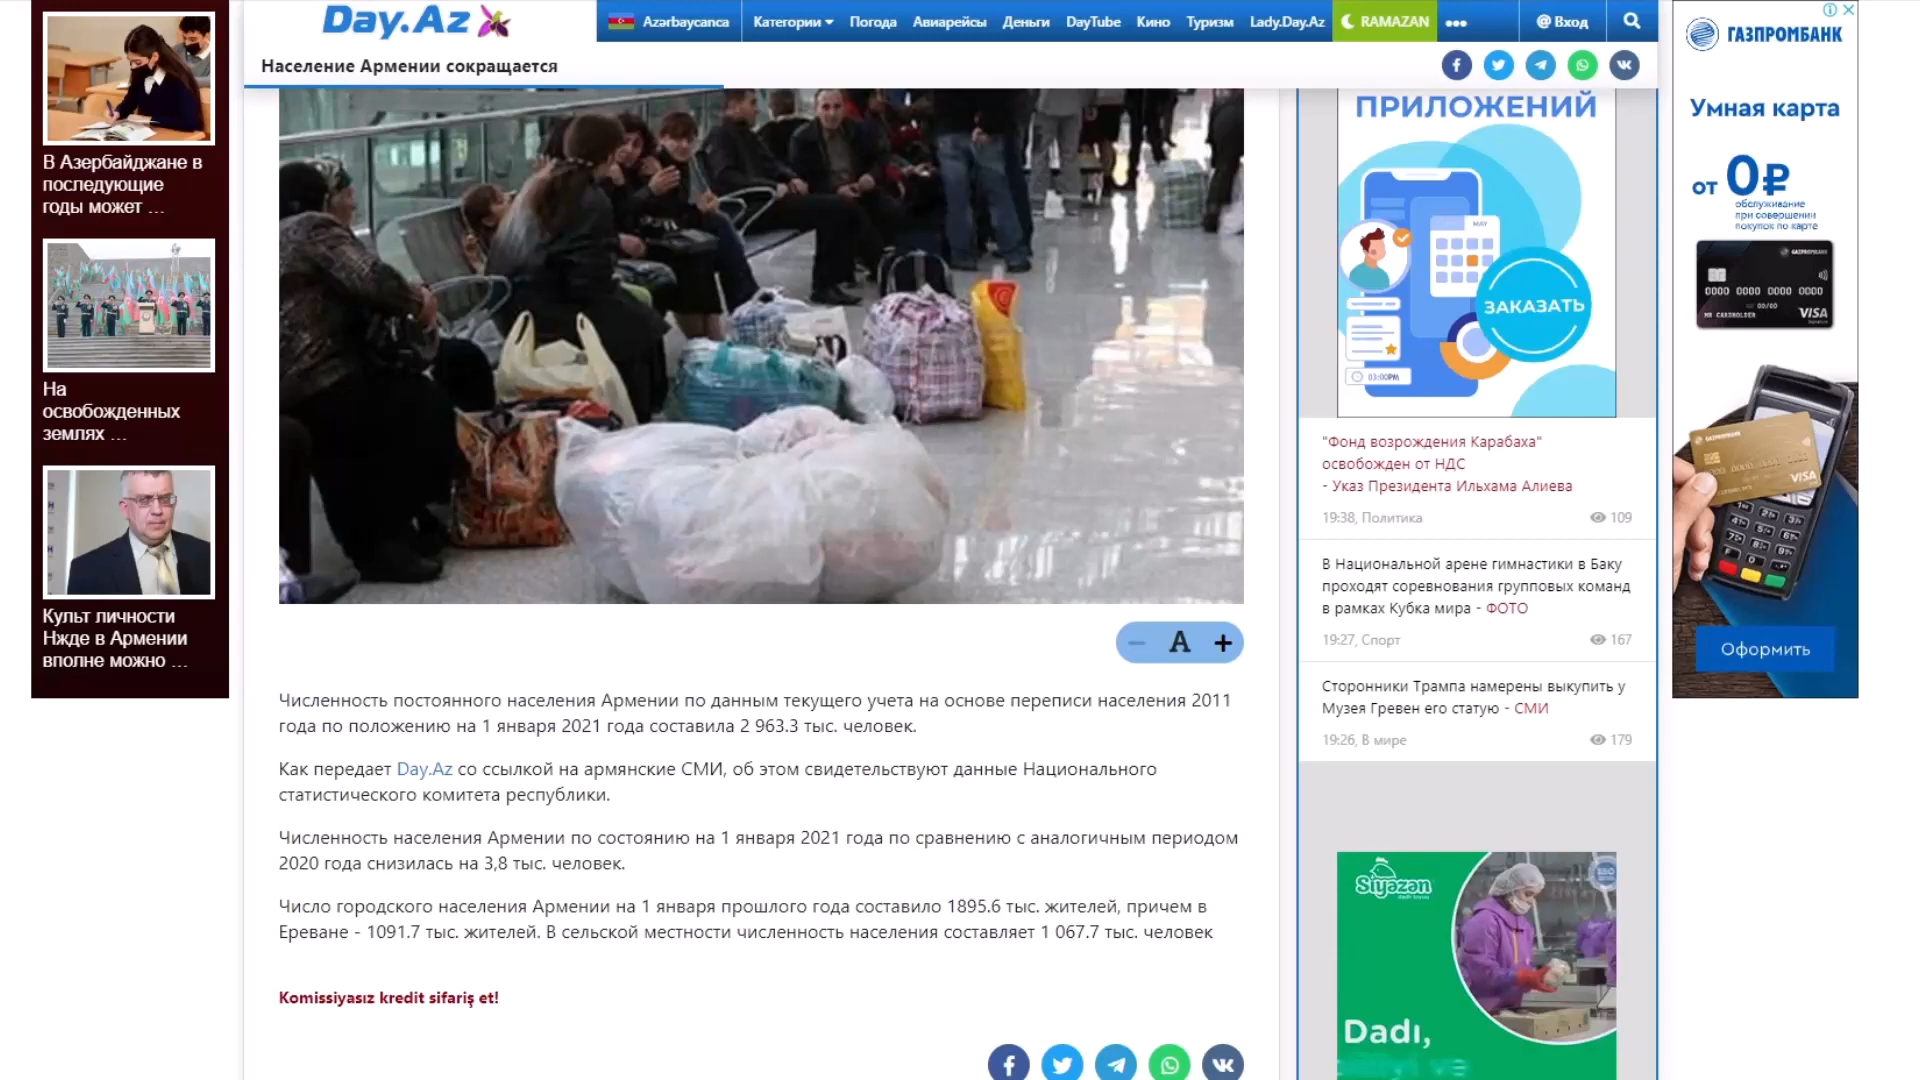 Day.Az
Azərbaycanca
Категории
Погода
Авиарейсы
Деньги
DayTube
Кино
Туризм
Lady.Day.Az
RAMAZAN
Вход
Население Армении сокращается
В Азербайджане в
последующие
годы может ...
На
освобожденных
землях ...
Культ личности
Нжде в Армении
вполне можно ...
A
Численность постоянного населения Армении по данным текущего учета на основе переписи населения 2011
года по положению на 1 января 2021 года составила 2 963.3 тыс. человек.
Как передает Day.Az со ссылкой на армянские СМИ, об этом свидетельствуют данные Национального
статистического комитета республики.
Численность населения Армении по состоянию на 1 января 2021 года по сравнению с аналогичным периодом
2020 года снизилась на 3,8 тыс. человек.
Число городского населения Армении на 1 января прошлого года составило 1895.6 тыс. жителей, причем в
Ереване - 1091.7 тыс. жителей. В сельской местности численность населения составляет 1 067.7 тыс. человек
Komissiyasız kredit sifariş et!
ПРИЛОЖЕНИЙ
MAY
ЗАКАЗАТЬ
03:00PM
"Фонд возрождения Карабаха"
освобожден от НДС
- Указ Президента Ильхама Алиева
19:38, Политика
109
В Национальной арене гимнастики в Баку
проходят соревнования групповых команд
в рамках Кубка мира - ФОТО
19:27, Спорт
167
Сторонники Трампа намерены выкупить у
Музея Гревен его статую - СМИ
19:26, В мире
179
Siyəzən
Dadı,
ГАЗПРОМБАНК
Умная карта
от 0₽
обслуживание
при совершении
покупок по карте
ГАЗПРОМБАНК
0000 0000 0000 0000
00/00
MR CARDHOLDER
VISA
VISA
Оформить